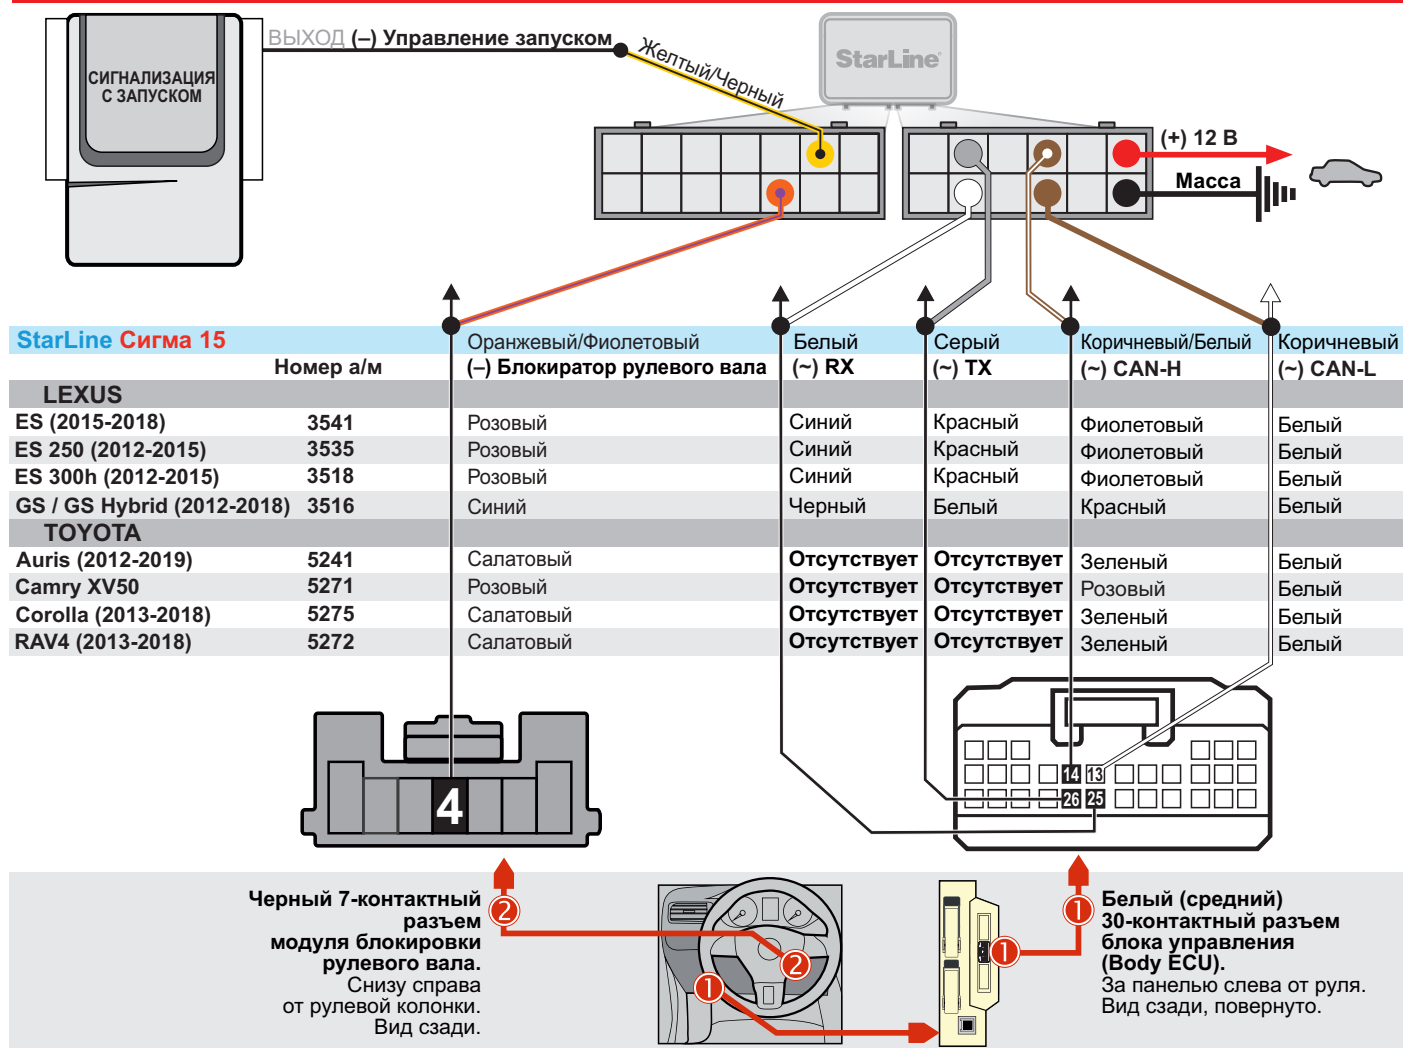 ВЫХОД (–) Управление запуском
Желтый/Черный
StarLine
СИГНАЛИЗАЦИЯ
С ЗАПУСКОМ
(+) 12 В
Масса
StarLine Сигма 15 Оранжевый/Фиолетовый Белый Серый Коричневый/Белый Коричневый
Номер а/м (–) Блокиратор рулевого вала (~) RX (~) TX (~) CAN-H (~) CAN-L
LEXUS
ES (2015-2018) 3541 Розовый Синий Красный Фиолетовый Белый
ES 250 (2012-2015) 3535 Розовый Синий Красный Фиолетовый Белый
ES 300h (2012-2015) 3518 Розовый Синий Красный Фиолетовый Белый
GS / GS Hybrid (2012-2018) 3516 Синий Черный Белый Красный Белый
TOYOTA
Auris (2012-2019) 5241 Салатовый Отсутствует Отсутствует Зеленый Белый
Camry XV50 5271 Розовый Отсутствует Отсутствует Розовый Белый
Corolla (2013-2018) 5275 Салатовый Отсутствует Отсутствует Зеленый Белый
RAV4 (2013-2018) 5272 Салатовый Отсутствует Отсутствует Зеленый Белый
4
14 13
26 25
Черный 7-контактный
разъем
модуля блокировки
рулевого вала.
Снизу справа
от рулевой колонки.
Вид сзади.
2
2
1
1
1
Белый (средний)
30-контактный разъем
блока управления
(Body ECU).
За панелью слева от руля.
Вид сзади, повернуто.